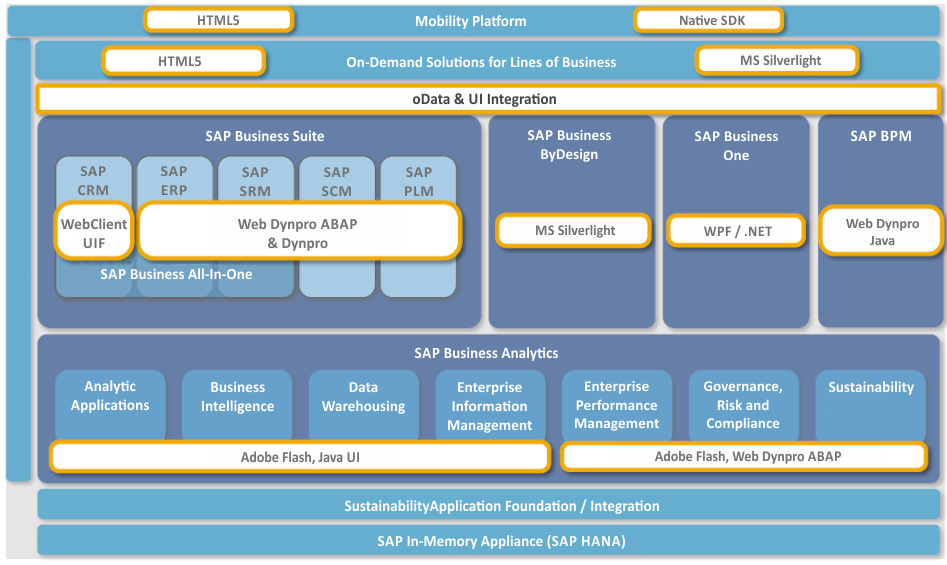 HTML5
Mobility Platform
Native SDK
HTML5
On-Demand Solutions for Lines of Business
MS Silverlight
oData & UI Integration
SAP Business Suite
SAP
CRM
SAP
ERP
SAP
SRM
SAP
SCM
SAP
PLM
WebClient
UIF
Web Dynpro ABAP
& Dynpro
SAP Business All-In-One
SAP Business
ByDesign
MS Silverlight
SAP Business
One
WPF / .NET
SAP BPM
Web Dynpro
Java
SAP Business Analytics
Analytic
Applications
Business
Intelligence
Data
Warehousing
Enterprise
Information
Management
Enterprise
Performance
Management
Governance,
Risk and
Compliance
Sustainability
Adobe Flash, Java UI
Adobe Flash, Web Dynpro ABAP
SustainabilityApplication Foundation / Integration
SAP In-Memory Appliance (SAP HANA)